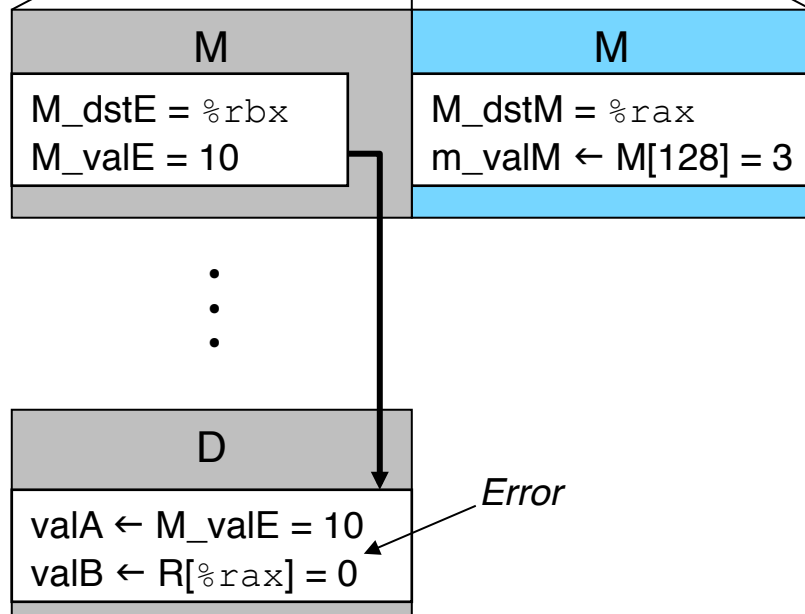 M
M_dstE = %rbx
M_valE = 10
M
M_dstM = %rax
m_valM ← M[128] = 3
D
Error
valA ← M_valE = 10
valB ← R[%rax] = 0